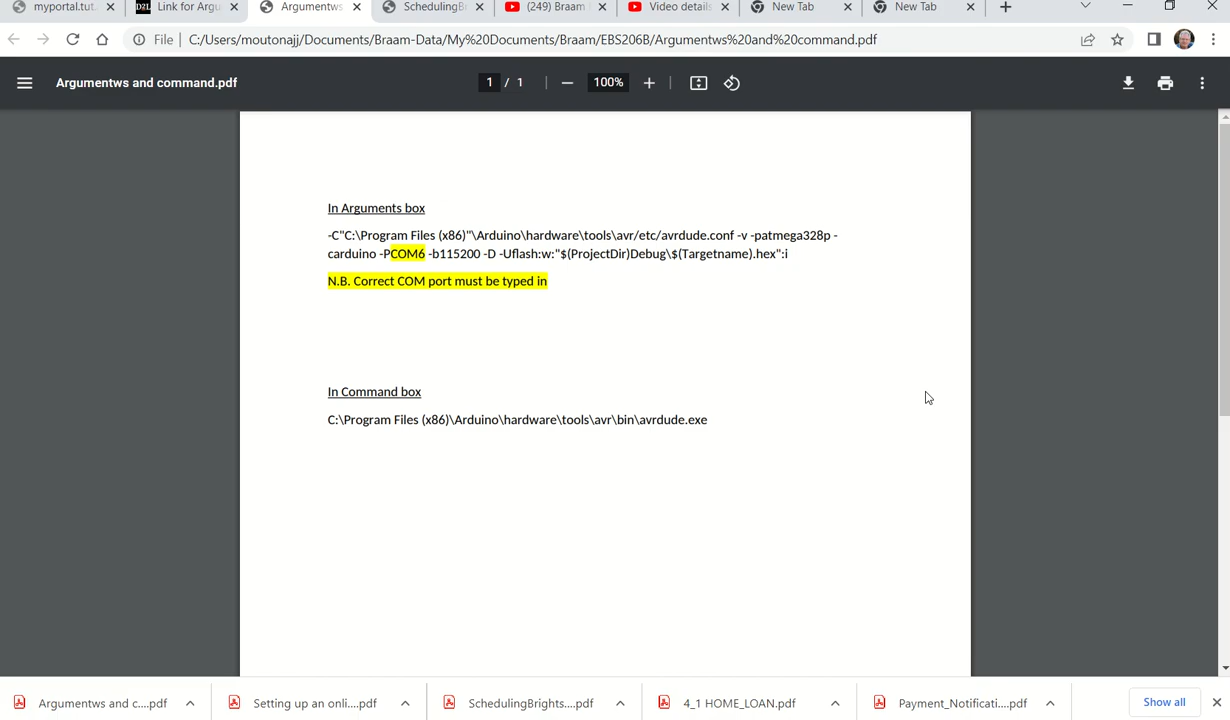 myportal.tut.
D2L Link for Argu
Argumentws
SchedulingBr
(249) Braam
Video details
New Tab
New Tab
File C:/Users/moutonajj/Documents/Braam-Data/My%20Documents/Braam/EBS206B/Argumentws%20and%20command.pdf
Argumentws and command.pdf
1 / 1
100%
In Arguments box
-C"C:\Program Files (x86)"\Arduino\hardware\tools\avr/etc/avrdude.conf -v -patmega328p -
carduino -PCOM6 -b115200 -D -Uflash:w:"$(ProjectDir)Debug\$(Targetname).hex":i
N.B. Correct COM port must be typed in
In Command box
C:\Program Files (x86)\Arduino\hardware\tools\avr\bin\avrdude.exe
Argumentws and c....pdf
Setting up an onli....pdf
SchedulingBrights....pdf
4_1 HOME_LOAN.pdf
Payment_Notificati....pdf
Show all